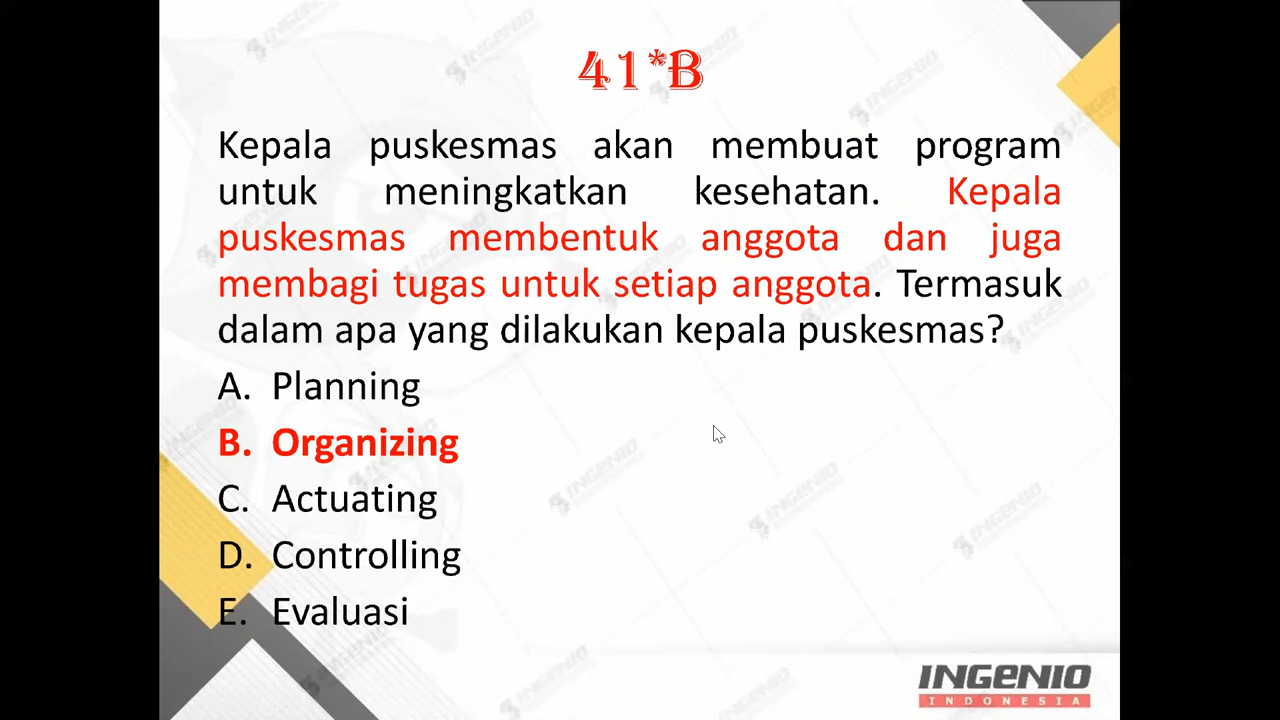 41*B
Kepala puskesmas akan membuat program
untuk meningkatkan kesehatan. Kepala
puskesmas membentuk anggota dan juga
membagi tugas untuk setiap anggota. Termasuk
dalam apa yang dilakukan kepala puskesmas?
A. Planning
B. Organizing
C. Actuating
D. Controlling
E. Evaluasi
INGENIO
INDONESIA